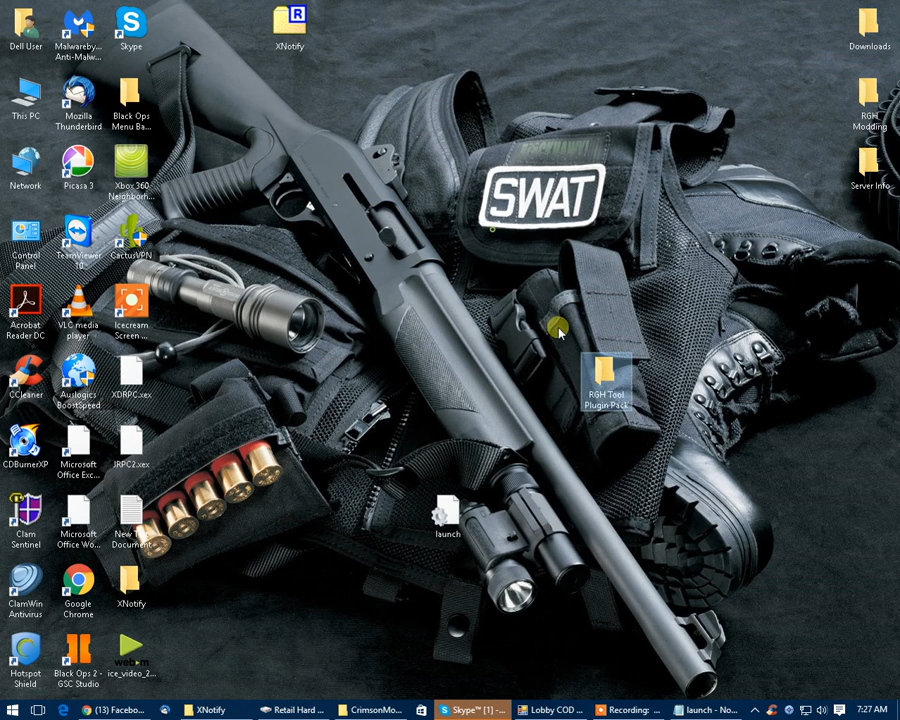 Dell User
Malwareby...
Anti-Malw...
Skype
R
XNotify
Downloads
This PC
Mozilla
Thunderbird
Black Ops
Menu Ba...
RGH
Modding
Network
Picasa 3
Xbox 360
Neighborh...
SWAT
Server Info
Control
Panel
TeamViewer
10
CactusVPN
Acrobat
Reader DC
VLC media
player
Icecream
Screen ...
CCleaner
Auslogics
BoostSpeed
XDRPC.xex
RGH Tool
Plugin Pack
CDBurnerXP
Microsoft
Office Exc...
JRPC2.xex
Clam
Sentinel
Microsoft
Office Wo...
New T
Document
launch
ClamWin
Antivirus
Google
Chrome
XNotify
Hotspot
Shield
Black Ops 2 -
GSC Studio
webm
ice_video_2...
(13) Facebo...
XNotify
Retail Hard ...
CrimsonMo...
Skype™ [1] -...
Lobby COD ...
Recording: ...
launch - No...
7:27 AM